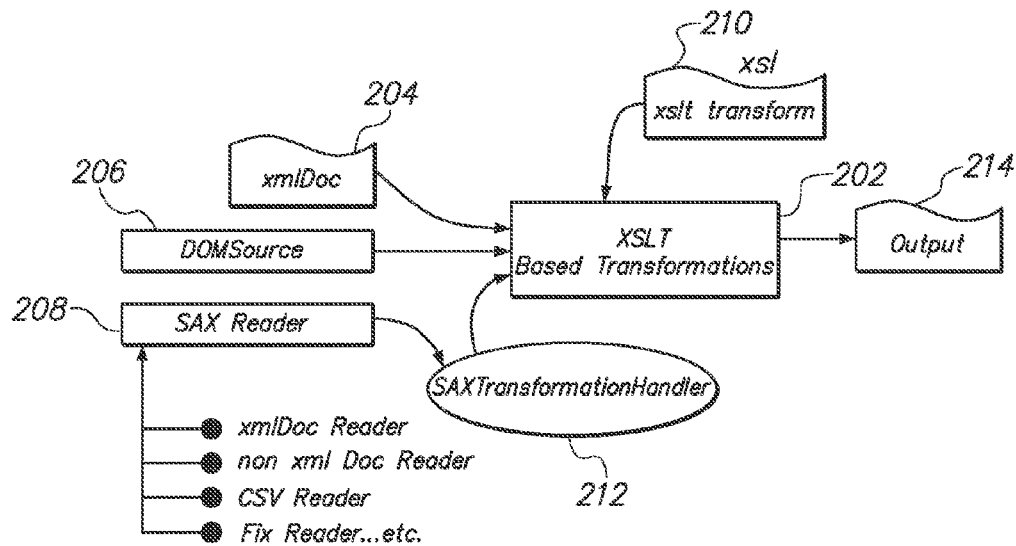 210
xsl
xslt transform
204
xmlDoc
206
DOMSource
202
XSLT
Based Transformations
214
Output
208
SAX Reader
SAXTransformationHandler
212
xmlDoc Reader
non xml Doc Reader
CSV Reader
Fix Reader...etc.